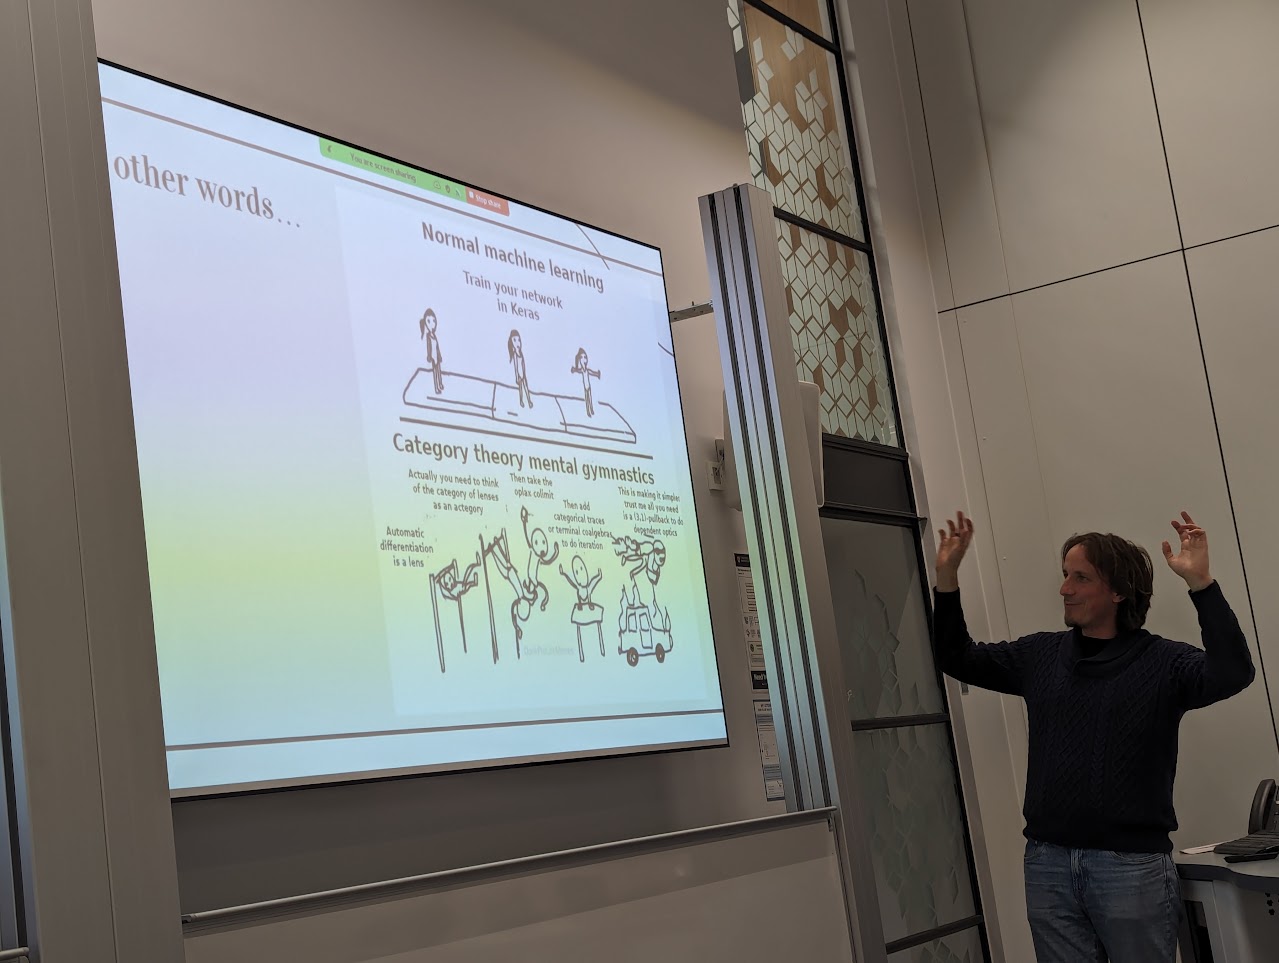 You are screen sharing
Stop share
other words...
Normal machine learning
Train your network
in Keras
Category theory mental gymnastics
Automatic
differentiation
is a lens
Actually you need to think
of the category of lenses
as an actegory
Then take the
oplax colimit
Then add
categorical traces
or terminal coalgebras
to do iteration
This is making it simpler
trust me all you need
is a (3,1)-pullback to do
dependent optics